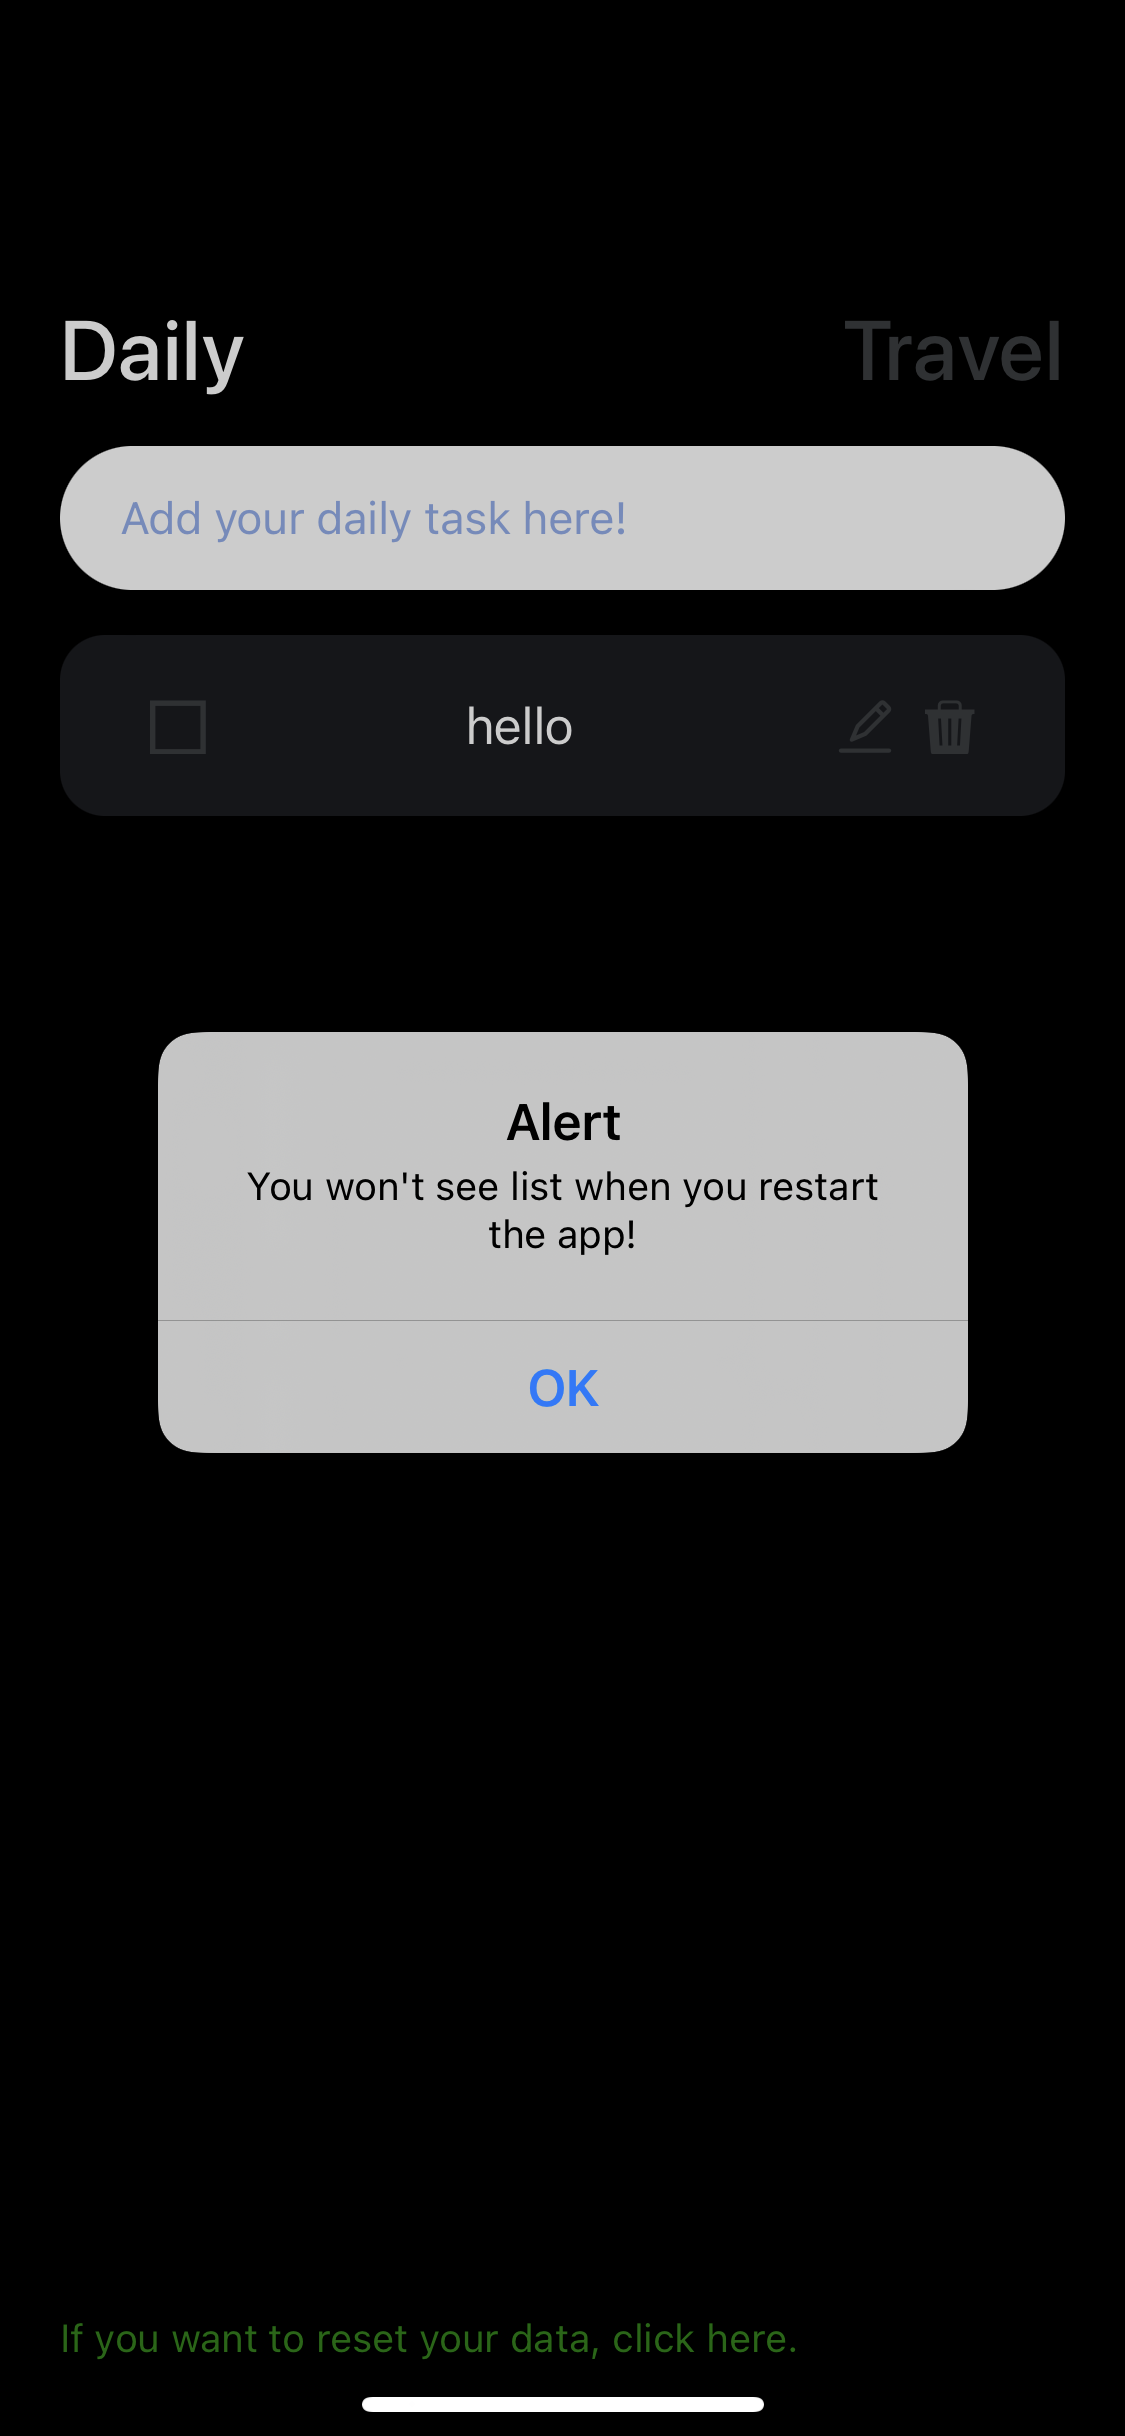 Daily
Travel
Add your daily task here!
hello
Alert
You won't see list when you restart
the app!
OK
If you want to reset your data, click here.